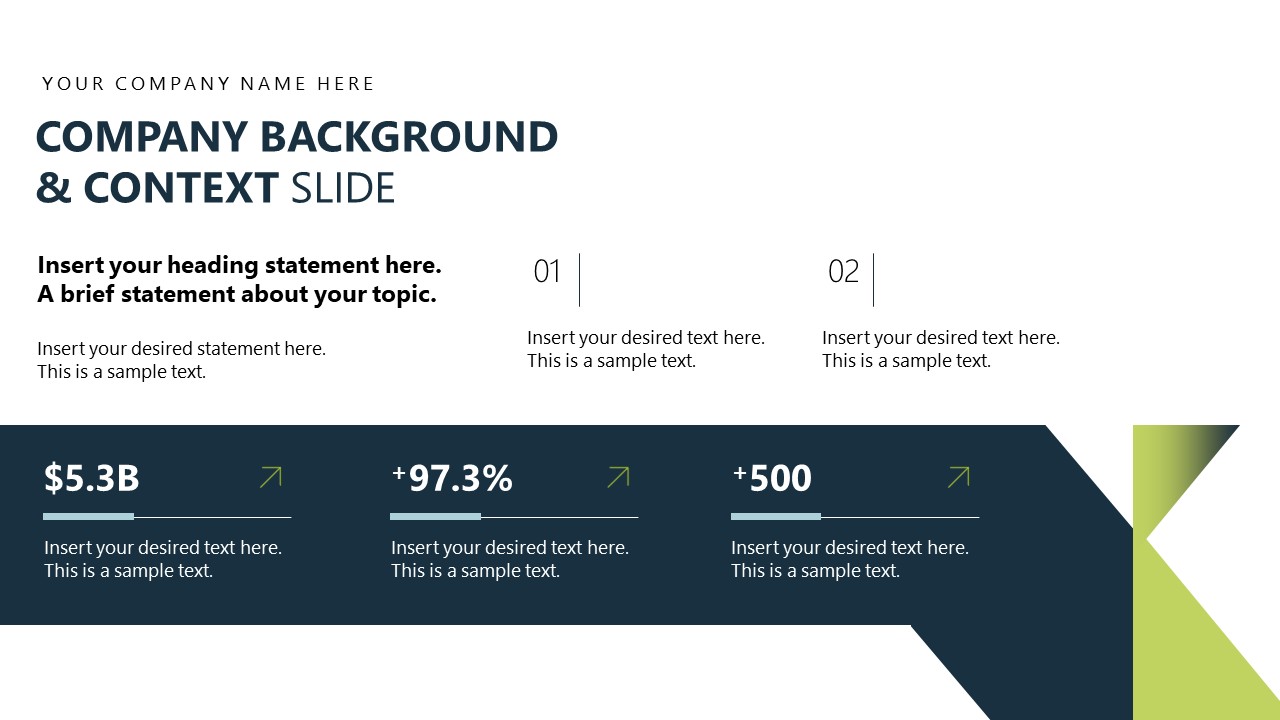 YOUR COMPANY NAME HERE
COMPANY BACKGROUND
& CONTEXT SLIDE
Insert your heading statement here.
A brief statement about your topic.
Insert your desired statement here.
This is a sample text.
01
Insert your desired text here.
This is a sample text.
02
Insert your desired text here.
This is a sample text.
$5.3B
Insert your desired text here.
This is a sample text.
+97.3%
Insert your desired text here.
This is a sample text.
+500
Insert your desired text here.
This is a sample text.